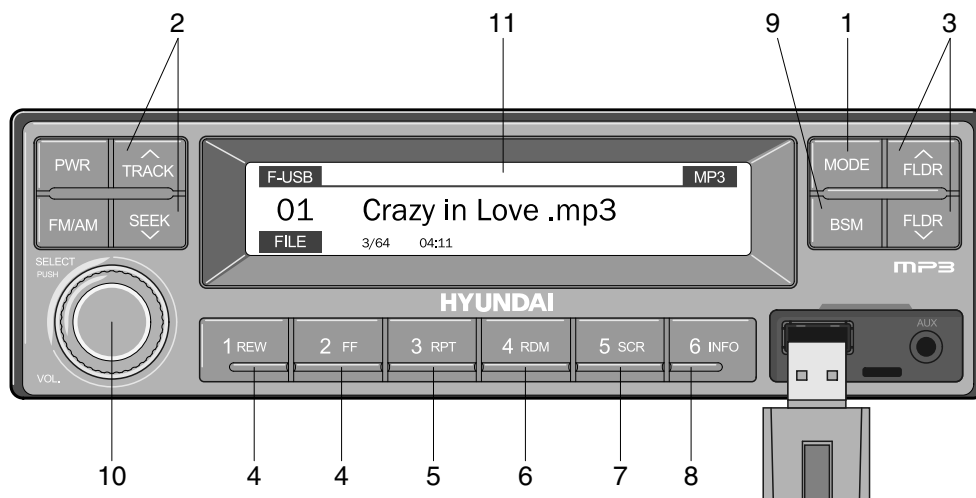 2 11 9 1 3
PWR TRACK
FM/AM SEEK
SELECT
PUSH
VOL.
F-USB MP3
01 Crazy in Love .mp3
FILE 3/64 04:11
HYUNDAI
MODE FLDR
BSM FLDR
MP3
AUX
1 REW 2 FF 3 RPT 4 RDM 5 SCR 6 INFO
10 4 4 5 6 7 8